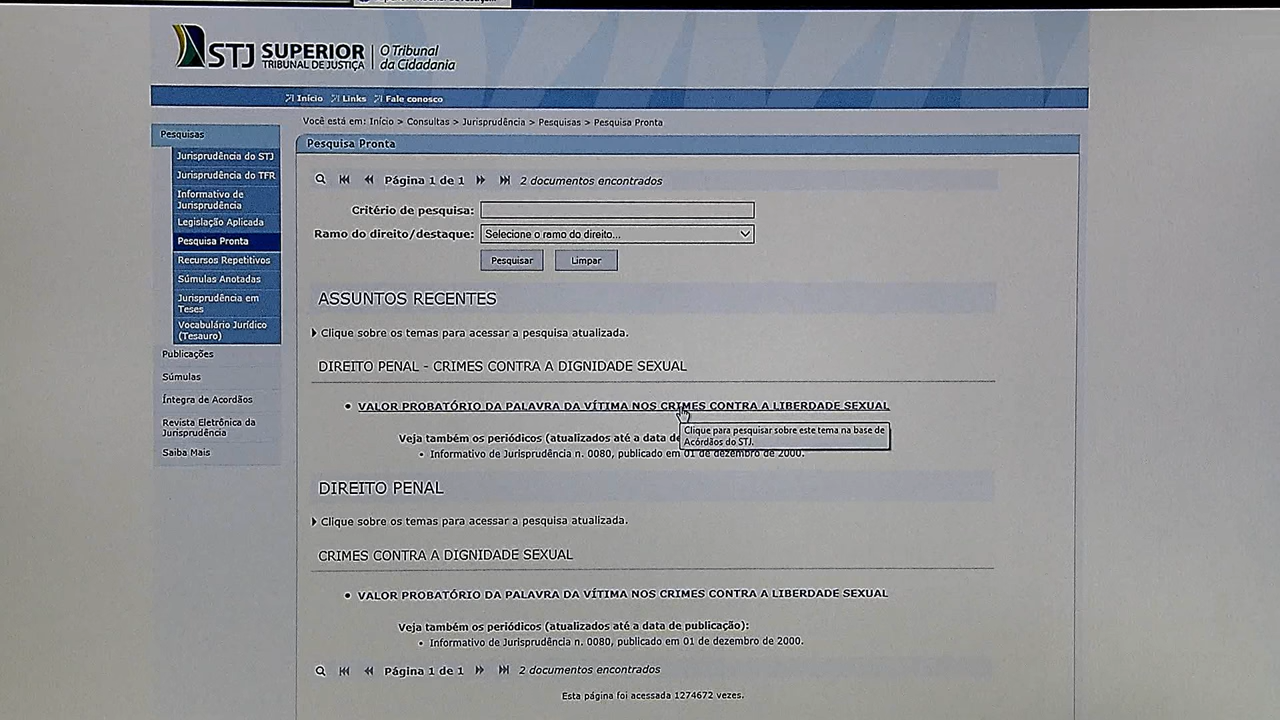 STJ SUPERIOR
TRIBUNAL DE JUSTIÇA
O Tribunal
da Cidadania
Início Links Fale conosco
Você está em: Início > Consultas > Jurisprudência > Pesquisas > Pesquisa Pronta
Pesquisas
Jurisprudência do STJ
Jurisprudência do TFR
Informativo de
Jurisprudência
Legislação Aplicada
Pesquisa Pronta
Recursos Repetitivos
Súmulas Anotadas
Jurisprudência em
Teses
Vocabulário Jurídico
(Tesauro)
Publicações
Súmulas
Íntegra de Acordãos
Revista Eletrônica da
Jurisprudência
Saiba Mais
Pesquisa Pronta
Página 1 de 1 2 documentos encontrados
Critério de pesquisa:
Ramo do direito/destaque: Selecione o ramo do direito...
Pesquisar Limpar
ASSUNTOS RECENTES
Clique sobre os temas para acessar a pesquisa atualizada.
DIREITO PENAL - CRIMES CONTRA A DIGNIDADE SEXUAL
• VALOR PROBATÓRIO DA PALAVRA DA VÍTIMA NOS CRIMES CONTRA A LIBERDADE SEXUAL
Clique para pesquisar sobre este tema na base de
Acórdãos do STJ.
Veja também os periódicos (atualizados até a data de
• Informativo de Jurisprudência n. 0080, publicado em 01 de dezembro de 2000.
DIREITO PENAL
Clique sobre os temas para acessar a pesquisa atualizada.
CRIMES CONTRA A DIGNIDADE SEXUAL
• VALOR PROBATÓRIO DA PALAVRA DA VÍTIMA NOS CRIMES CONTRA A LIBERDADE SEXUAL
Veja também os periódicos (atualizados até a data de publicação):
• Informativo de Jurisprudência n. 0080, publicado em 01 de dezembro de 2000.
Página 1 de 1 2 documentos encontrados
Esta página foi acessada 1274672 vezes.